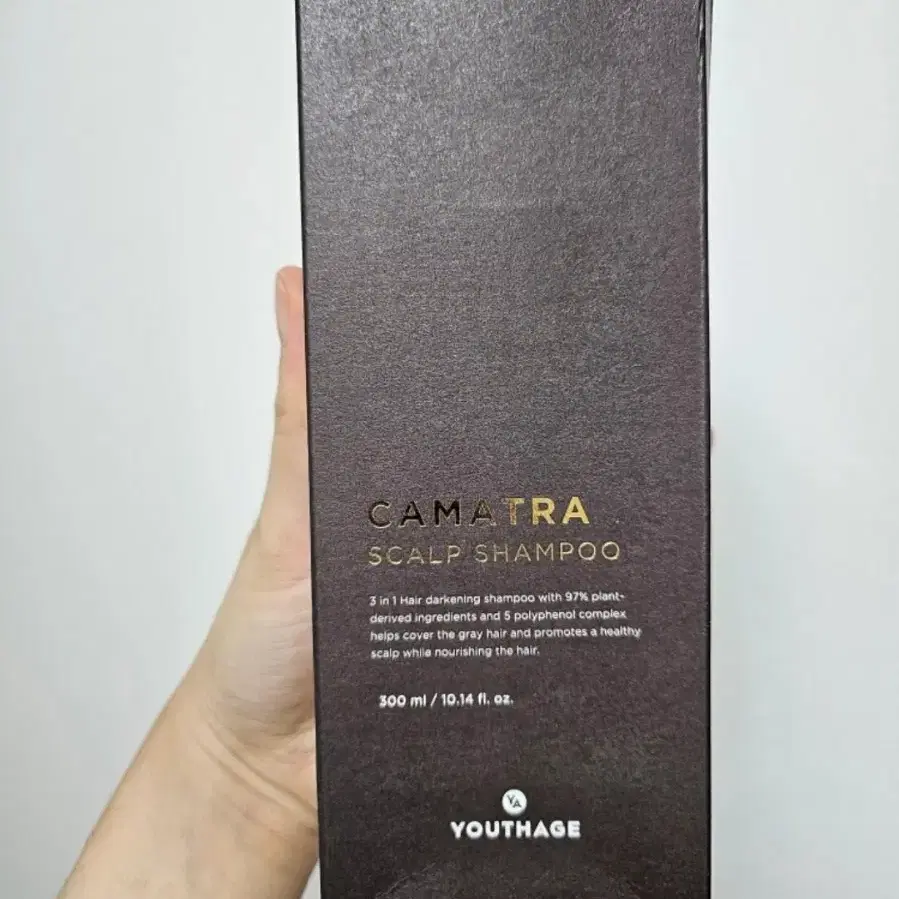 CAMATRA
SCALP SHAMPOO
3 in 1 Hair darkening shampoo with 97% plant-
derived ingredients and 5 polyphenol complex
helps cover the gray hair and promotes a healthy
scalp while nourishing the hair.
300 ml / 10.14 fl. oz.
YA
YOUTHAGE